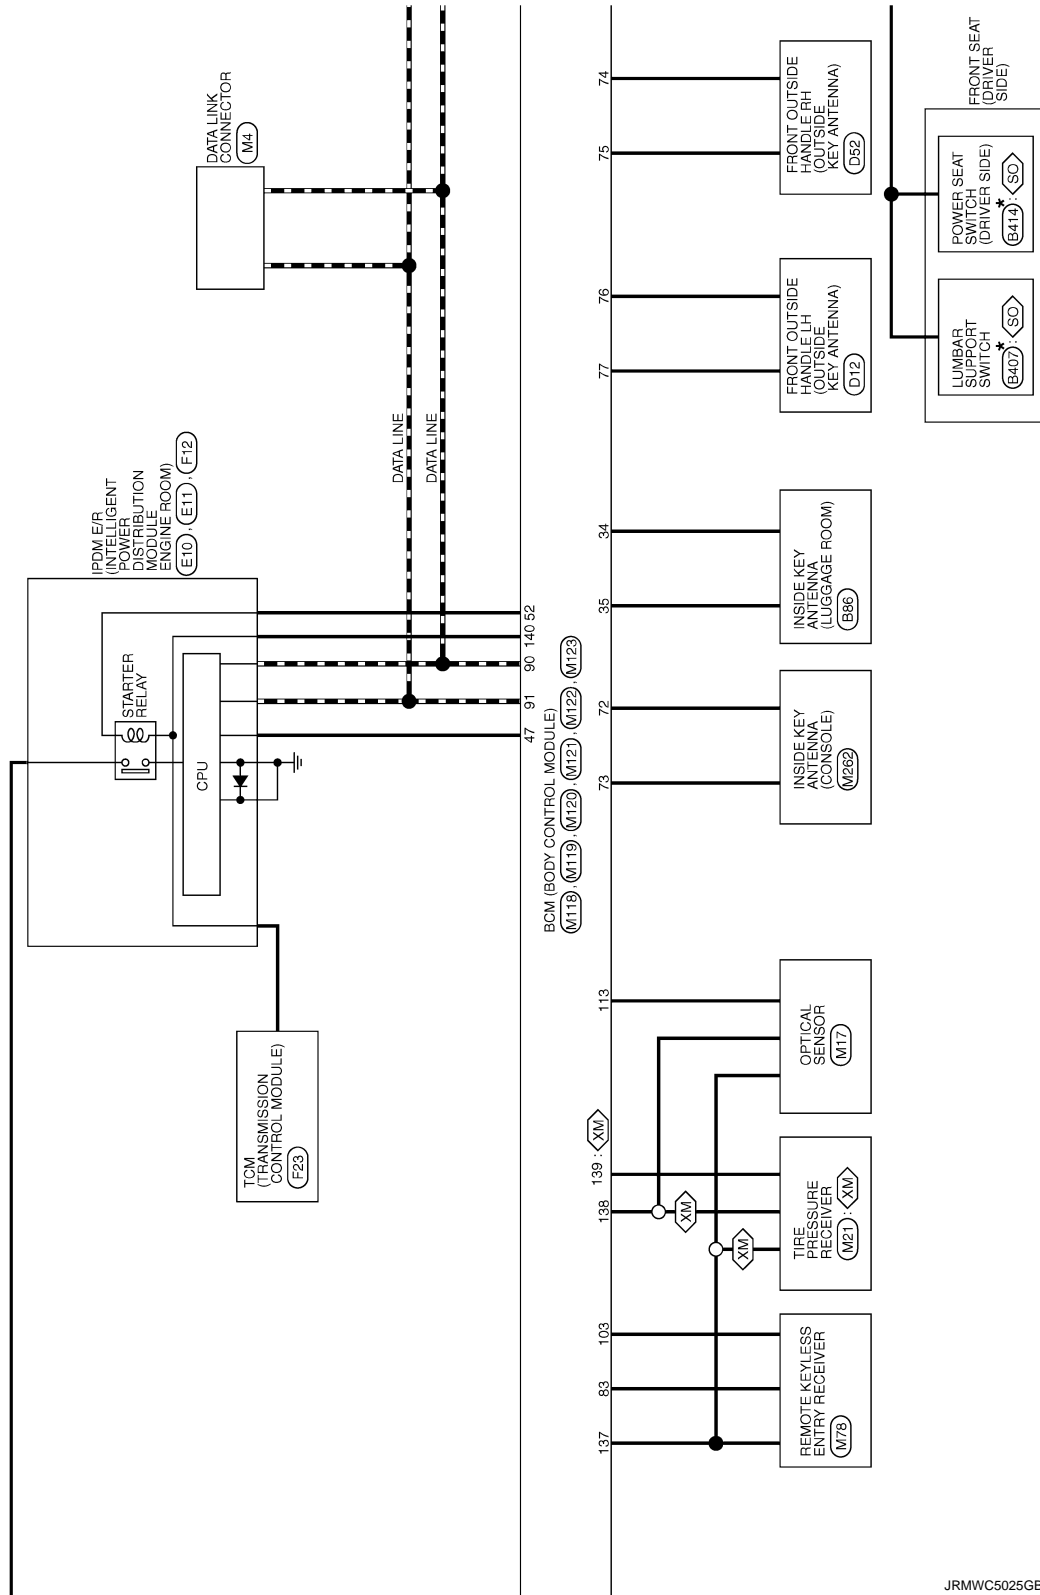 DATA LINK
CONNECTOR
M4
IPDM E/R
(INTELLIGENT
POWER
DISTRIBUTION
MODULE
ENGINE ROOM)
E10 , E11 , F12
STARTER
RELAY
CPU
TCM
(TRANSMISSION
CONTROL MODULE)
F23
DATA LINE
DATA LINE
47
91
90
140
52
BCM (BODY CONTROL MODULE)
M118 , M119 , M120 , M121 , M122 , M123
137
83
103
138
139 : XM
113
73
72
35
34
77
76
75
74
XM
XM
REMOTE KEYLESS
ENTRY RECEIVER
M78
TIRE
PRESSURE
RECEIVER
M21 : XM
OPTICAL
SENSOR
M17
INSIDE KEY
ANTENNA
(CONSOLE)
M262
INSIDE KEY
ANTENNA
(LUGGAGE ROOM)
B86
FRONT OUTSIDE
HANDLE LH
(OUTSIDE
KEY ANTENNA)
D12
FRONT OUTSIDE
HANDLE RH
(OUTSIDE
KEY ANTENNA)
D52
LUMBAR
SUPPORT
SWITCH
B407* : SO
POWER SEAT
SWITCH
(DRIVER SIDE)
B414* : SO
FRONT SEAT
(DRIVER
SIDE)
JRMWC5025GB